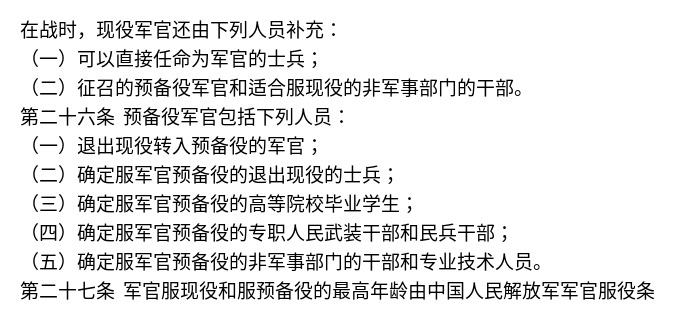 在战时，现役军官还由下列人员补充：
（一）可以直接任命为军官的士兵；
（二）征召的预备役军官和适合服现役的非军事部门的干部。
第二十六条 预备役军官包括下列人员：
（一）退出现役转入预备役的军官；
（二）确定服军官预备役的退出现役的士兵；
（三）确定服军官预备役的高等院校毕业学生；
（四）确定服军官预备役的专职人民武装干部和民兵干部；
（五）确定服军官预备役的非军事部门的干部和专业技术人员。
第二十七条 军官服现役和服预备役的最高年龄由中国人民解放军军官服役条